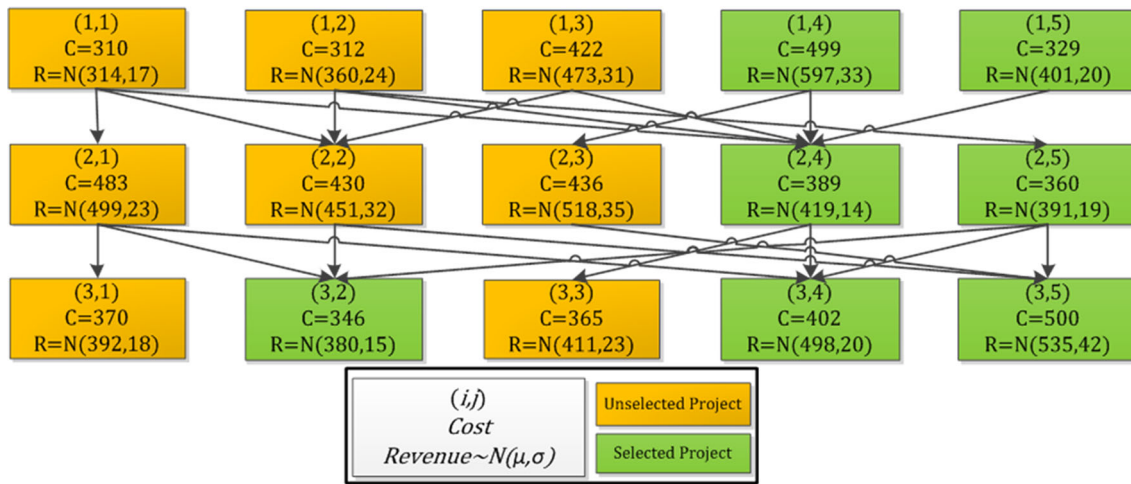 (1,1)
C=310
R=N(314,17)
(1,2)
C=312
R=N(360,24)
(1,3)
C=422
R=N(473,31)
(1,4)
C=499
R=N(597,33)
(1,5)
C=329
R=N(401,20)
(2,1)
C=483
R=N(499,23)
(2,2)
C=430
R=N(451,32)
(2,3)
C=436
R=N(518,35)
(2,4)
C=389
R=N(419,14)
(2,5)
C=360
R=N(391,19)
(3,1)
C=370
R=N(392,18)
(3,2)
C=346
R=N(380,15)
(3,3)
C=365
R=N(411,23)
(3,4)
C=402
R=N(498,20)
(3,5)
C=500
R=N(535,42)
(i,j)
Cost
Revenue~N(μ,σ)
Unselected Project
Selected Project